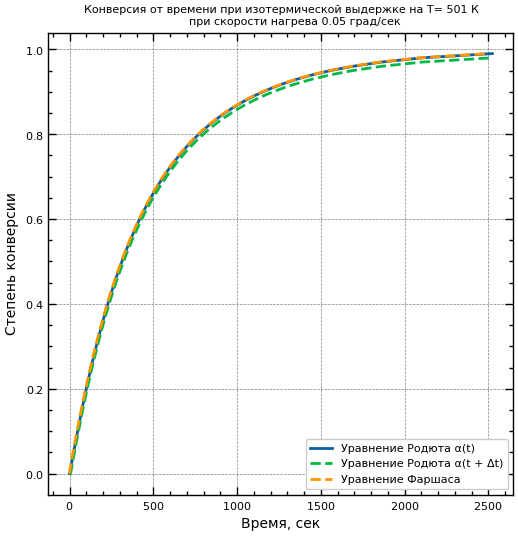 Конверсия от времени при изотермической выдержке на T= 501 К
при скорости нагрева 0.05 град/сек
Степень конверсии
1.0
0.8
0.6
0.4
0.2
0.0
Уравнение Родюта α(t)
Уравнение Родюта α(t + Δt)
Уравнение Фаршаса
0
500
1000
1500
2000
2500
Время, сек